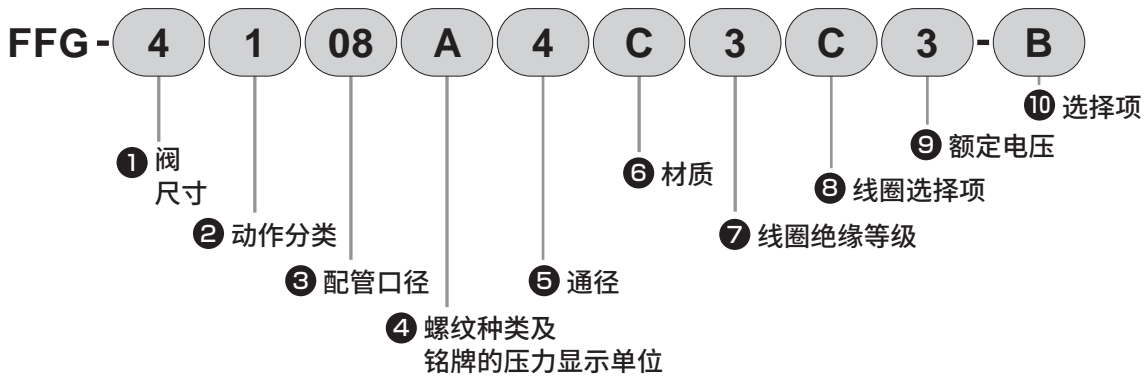 FFG-4 1 08 A 4 C 3 C 3-B
❶ 阀
尺寸
❷ 动作分类
❸ 配管口径
❹ 螺纹种类及
铭牌的压力显示单位
❺ 通径
❻ 材质
❼ 线圈绝缘等级
❽ 线圈选择项
❾ 额定电压
❿ 选择项